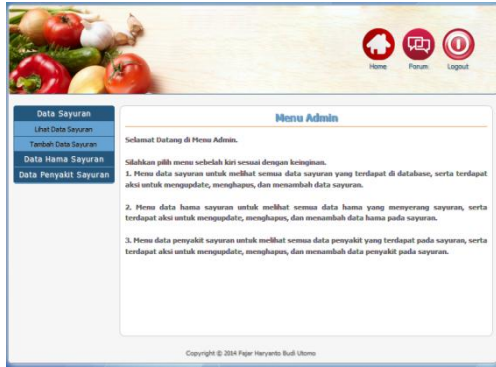 Home Forum Logout
Data Sayuran
Lihat Data Sayuran
Tambah Data Sayuran
Data Hama Sayuran
Data Penyakit Sayuran
Menu Admin
Selamat Datang di Menu Admin.
Silahkan pilih menu sebelah kiri sesuai dengan keinginan.
1. Menu data sayuran untuk melihat semua data sayuran yang terdapat di database, serta terdapat
aksi untuk mengupdate, menghapus, dan menambah data sayuran.
2. Menu data hama sayuran untuk melihat semua data hama yang menyerang sayuran, serta
terdapat aksi untuk mengupdate, menghapus, dan menambah data hama pada sayuran.
3. Menu data penyakit sayuran untuk melihat semua data penyakit yang terdapat pada sayuran, serta
terdapat aksi untuk mengupdate, menghapus, dan menambah data penyakit pada sayuran.
Copyright © 2014 Fajar Haryanto Budi Utomo